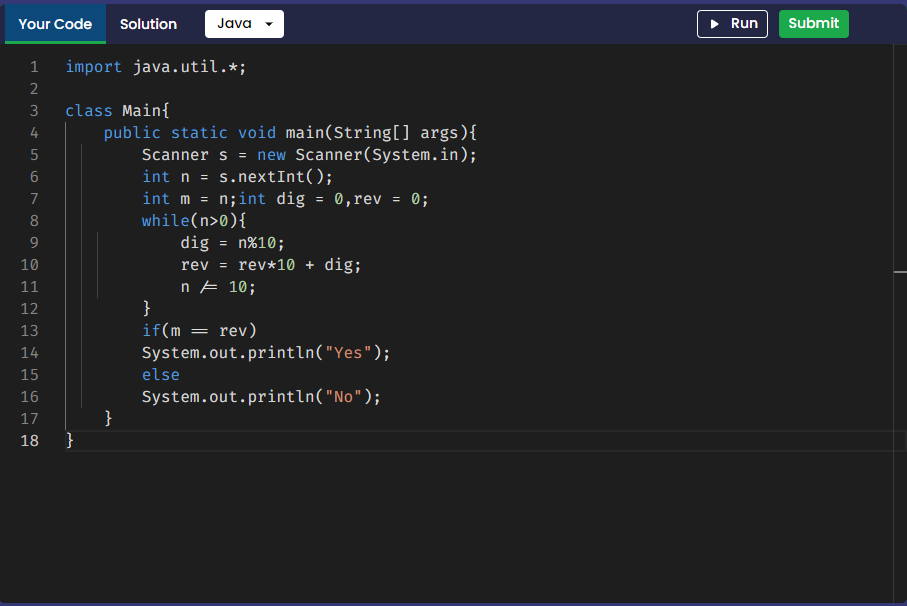 Your Code Solution Java Run Submit
1 import java.util.*;
2
3 class Main{
4 public static void main(String[] args){
5 Scanner s = new Scanner(System.in);
6 int n = s.nextInt();
7 int m = n;int dig = 0,rev = 0;
8 while(n>0){
9 dig = n%10;
10 rev = rev*10 + dig;
11 n /= 10;
12 }
13 if(m == rev)
14 System.out.println("Yes");
15 else
16 System.out.println("No");
17 }
18 }